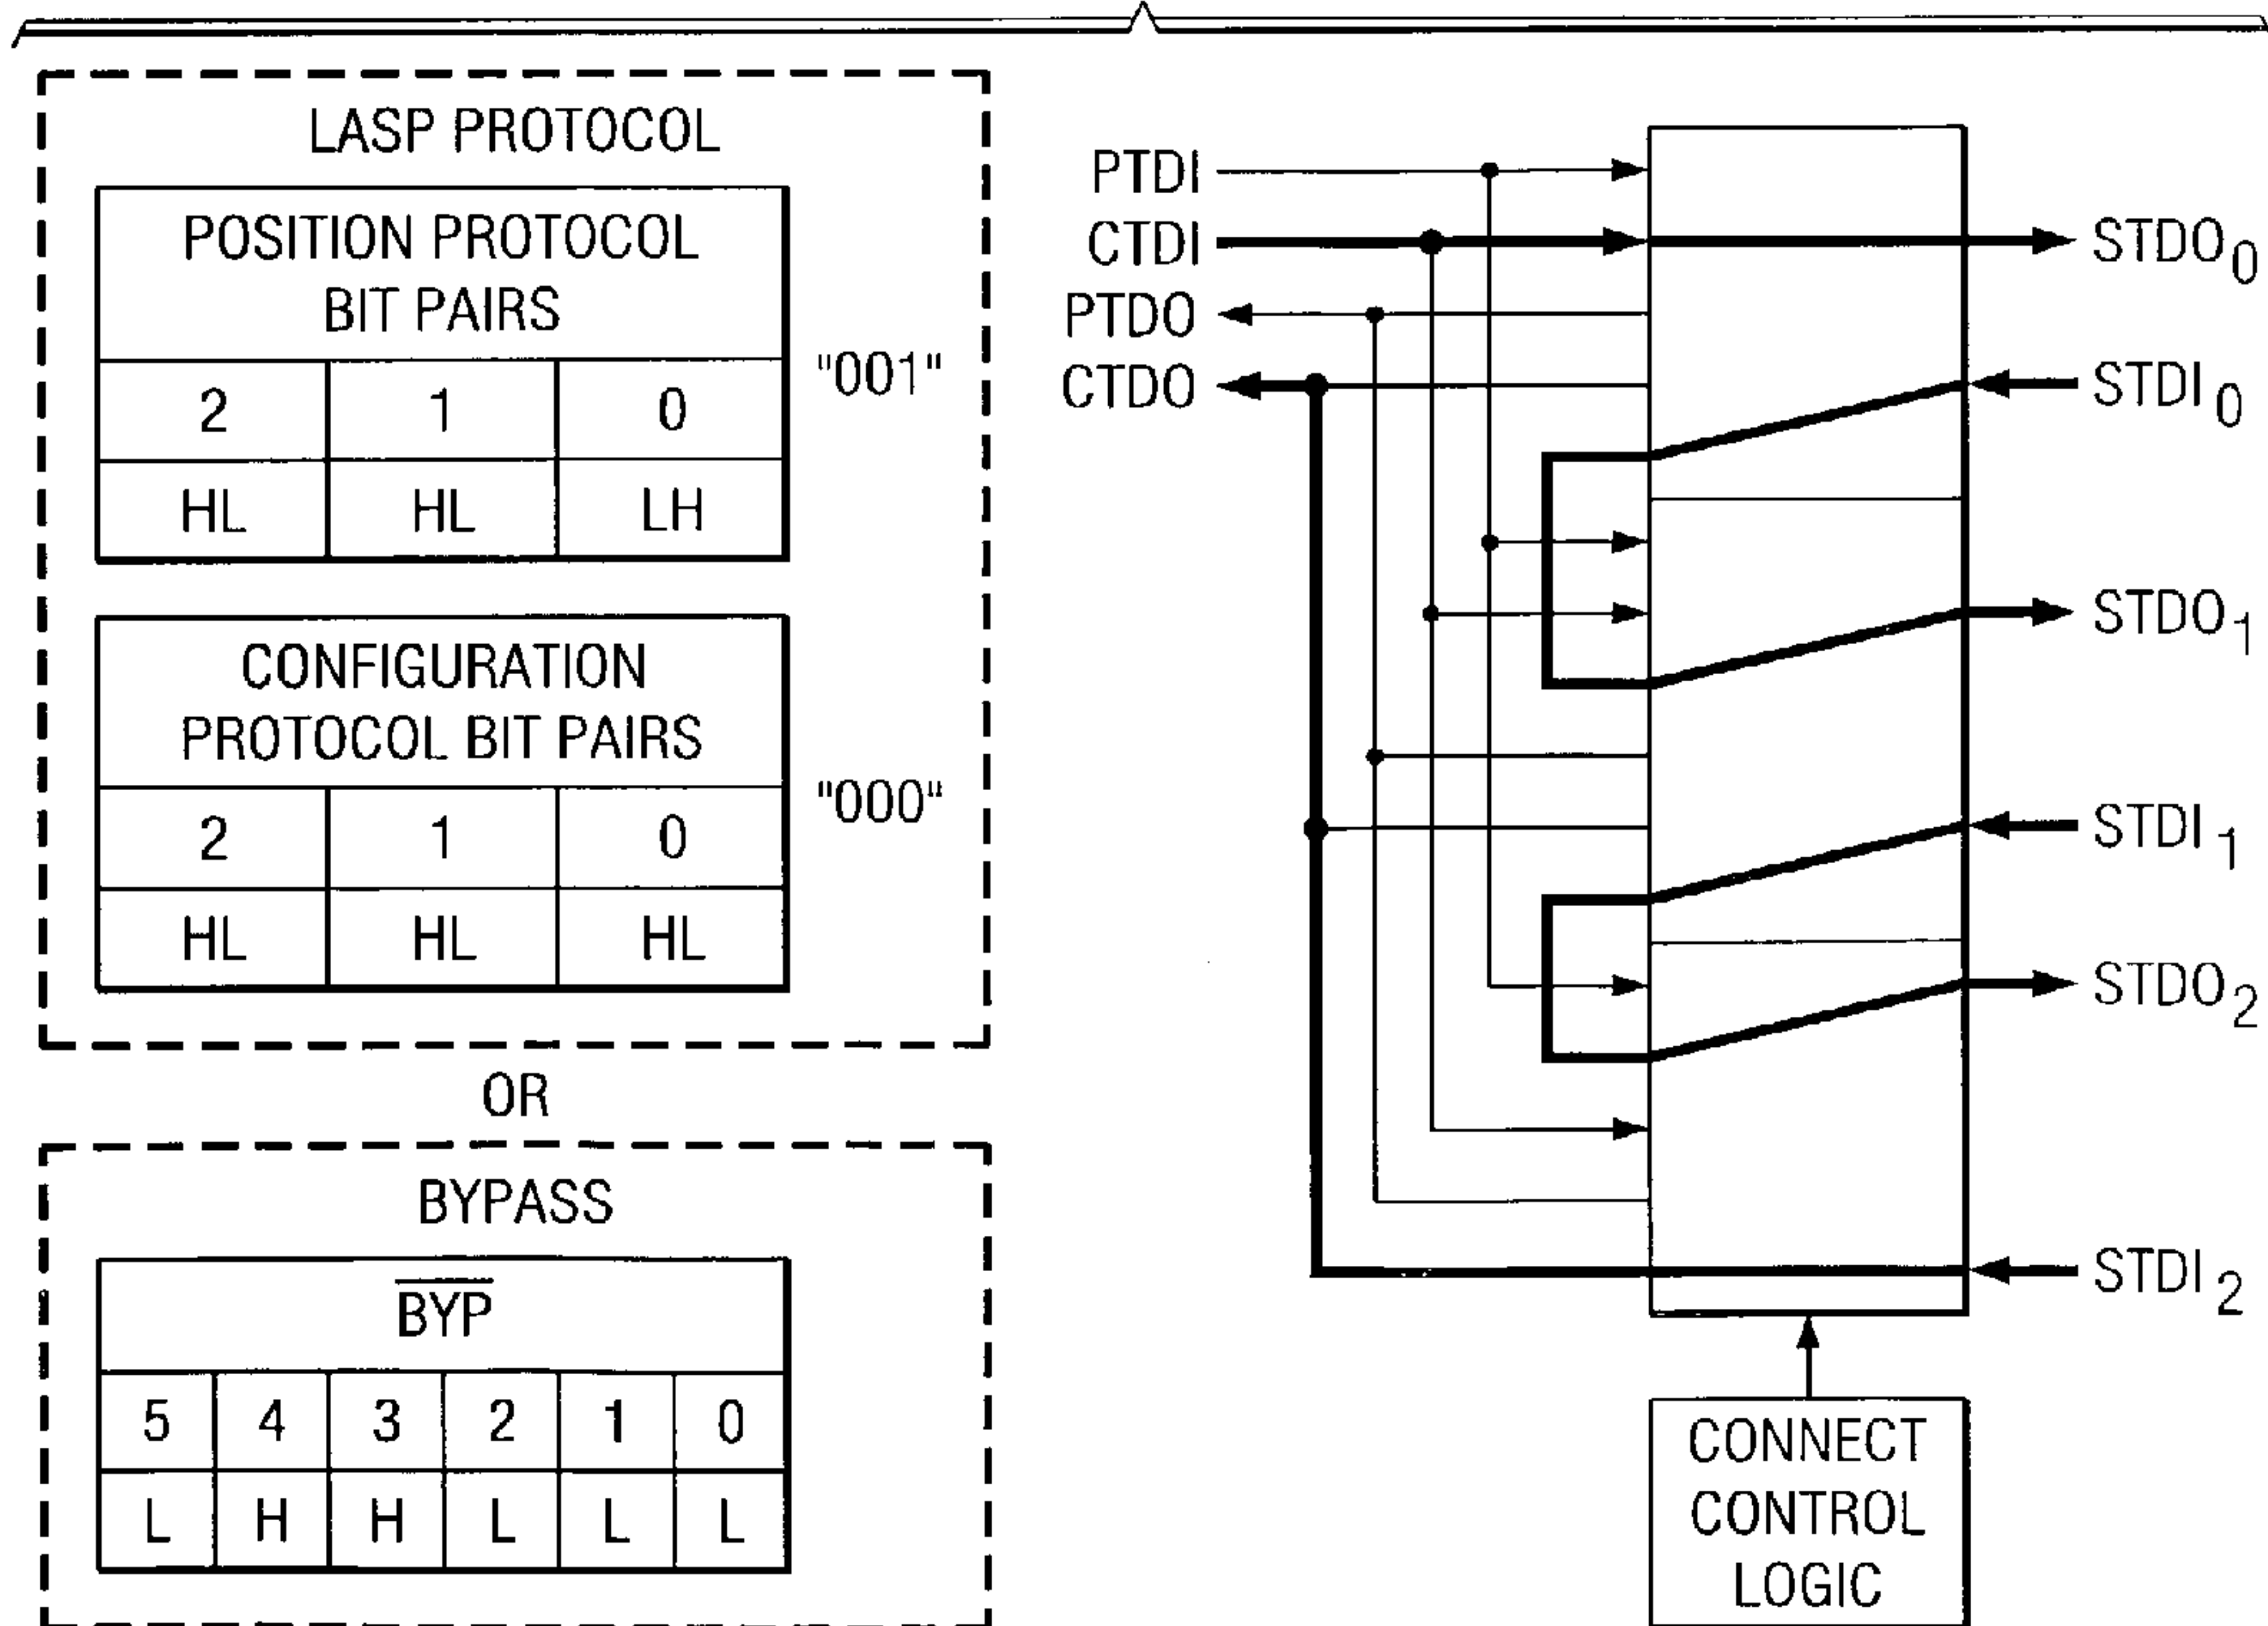 LASP PROTOCOL
POSITION PROTOCOL
BIT PAIRS
2 1 0
HL HL LH
"001"
CONFIGURATION
PROTOCOL BIT PAIRS
2 1 0
HL HL HL
"000"
OR
BYPASS
BYP
5 4 3 2 1 0
L H H L L L
PTDI
CTDI
PTDO
CTDO
STDO0
STDI0
STDO1
STDI1
STDO2
STDI2
CONNECT
CONTROL
LOGIC